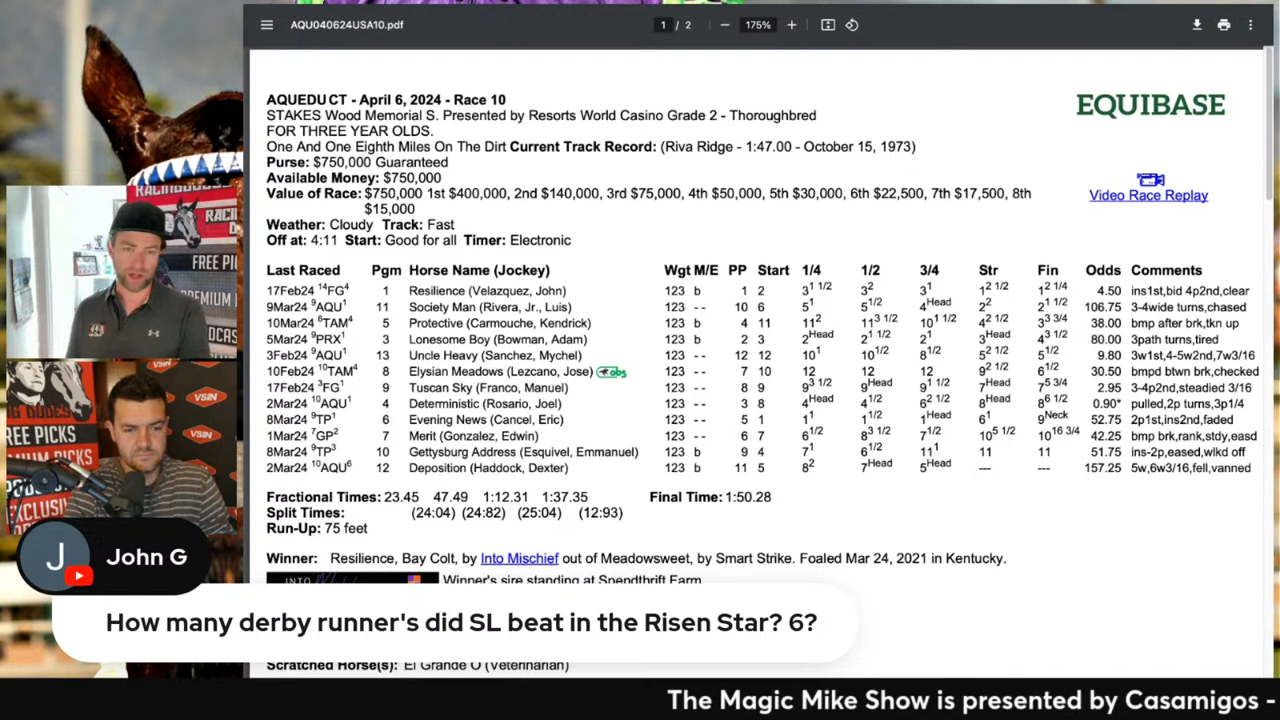 AQU040624USA10.pdf
1 / 2
175%
AQUEDUCT - April 6, 2024 - Race 10
STAKES Wood Memorial S. Presented by Resorts World Casino Grade 2 - Thoroughbred
FOR THREE YEAR OLDS.
One And One Eighth Miles On The Dirt Current Track Record: (Riva Ridge - 1:47.00 - October 15, 1973)
Purse: $750,000 Guaranteed
Available Money: $750,000
Value of Race: $750,000 1st $400,000, 2nd $140,000, 3rd $75,000, 4th $50,000, 5th $30,000, 6th $22,500, 7th $17,500, 8th
$15,000
Weather: Cloudy Track: Fast
Off at: 4:11 Start: Good for all Timer: Electronic
EQUIBASE
Video Race Replay
Last Raced Pgm Horse Name (Jockey) Wgt M/E PP Start 1/4 1/2 3/4 Str Fin Odds Comments
17Feb24 14FG1 1 Resilience (Velazquez, John) 123 b 1 2 3 1 1/2 3 2 3 1 1 2 1/2 1 2 1/4 4.50 ins1st,bid 4p2nd,clear
9Mar24 9AQU1 11 Society Man (Rivera, Jr., Luis) 123 - - 10 6 5 1 5 1/2 4 Head 2 2 2 1 1/2 106.75 3-4wide turns,chased
10Mar24 6TAM4 5 Protective (Carmouche, Kendrick) 123 b 4 11 11 2 11 3 1/2 10 1 1/2 4 2 1/2 3 3 3/4 38.00 bmp after brk,tkn up
5Mar24 9PRX1 3 Lonesome Boy (Bowman, Adam) 123 b 2 3 2 Head 2 1 1/2 2 1 3 Head 4 3 1/2 80.00 3path turns,tired
3Feb24 9AQU1 13 Uncle Heavy (Sanchez, Mychel) 123 - - 12 12 10 1 10 1/2 8 1/2 5 2 1/2 5 1/2 9.80 3w1st,4-5w2nd,7w3/16
10Feb24 10TAM4 8 Elysian Meadows (Lezcano, Jose) obs 123 - - 7 10 12 12 12 9 2 1/2 6 1/2 30.50 bmpd btwn brk,checked
17Feb24 3FG1 9 Tuscan Sky (Franco, Manuel) 123 - - 8 9 9 3 1/2 9 Head 9 1 1/2 7 Head 7 5 3/4 2.95 3-4p2nd,steadied 3/16
2Mar24 10AQU1 4 Deterministic (Rosario, Joel) 123 - - 3 8 4 Head 4 1/2 6 2 1/2 8 Head 8 6 1/2 0.90* pulled,2p turns,3p1/4
8Mar24 9TP1 6 Evening News (Cancel, Eric) 123 - - 5 1 1 1 1 1/2 1 Head 6 1 9 Neck 52.75 2p1st,ins2nd,faded
1Mar24 7GP2 7 Merit (Gonzalez, Edwin) 123 - - 6 7 6 1/2 8 3 1/2 7 1/2 10 5 1/2 10 16 3/4 42.25 bmp brk,rank,stdy,easd
8Mar24 9TP3 10 Gettysburg Address (Esquivel, Emmanuel) 123 b 9 4 7 1 6 1/2 11 1 11 11 51.75 ins-2p,eased,wlkd off
2Mar24 10AQU6 12 Deposition (Haddock, Dexter) 123 b 11 5 8 2 7 Head 5 Head --- --- 157.25 5w,6w3/16,fell,vanned
Fractional Times: 23.45 47.49 1:12.31 1:37.35 Final Time: 1:50.28
Split Times: (24:04) (24:82) (25:04) (12:93)
Run-Up: 75 feet
Winner: Resilience, Bay Colt, by Into Mischief out of Meadowsweet, by Smart Strike. Foaled Mar 24, 2021 in Kentucky.
INTO Winner's sire standing at Spendthrift Farm
J John G
How many derby runner's did SL beat in the Risen Star? 6?
Scratched Horse(s): El Grande O (Veterinarian)
The Magic Mike Show is presented by Casamigos -
FREE PICKS
VSiN
VSiN
VSiN